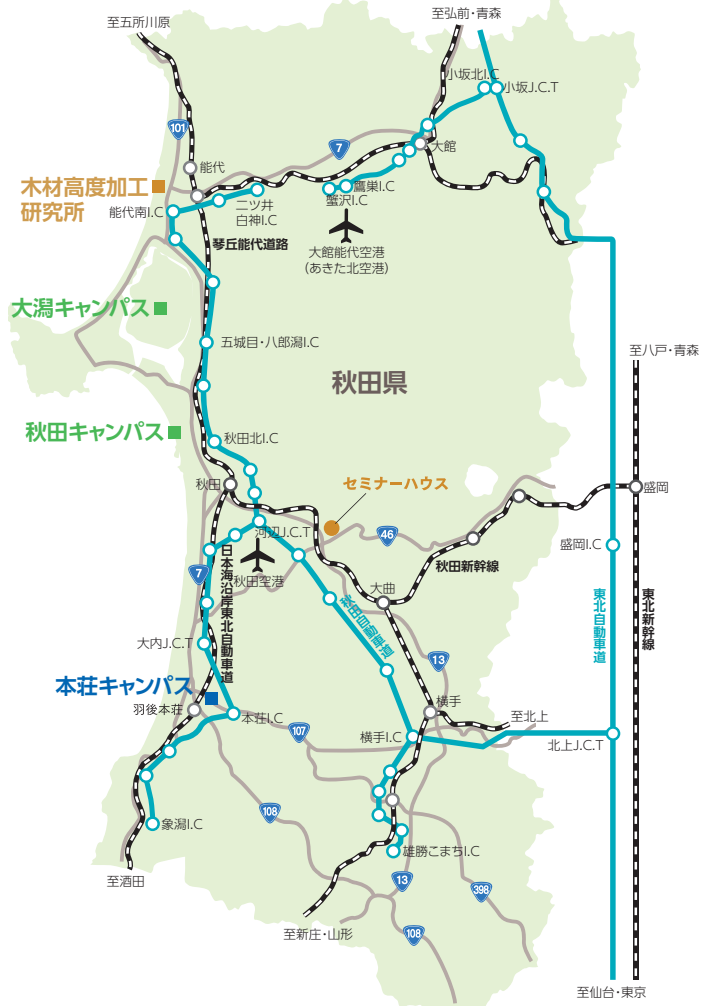 至五所川原
至弘前・青森
小坂北I.C
小坂J.C.T
101
7
大館
能代
木材高度加工
研究所
鷹巣I.C
蟹沢I.C
二ツ井
白神I.C
能代南I.C
琴丘能代道路
大館能代空港
(あきた北空港)
大潟キャンパス
五城目・八郎潟I.C
至八戸・青森
秋田県
秋田キャンパス
秋田北I.C
秋田
セミナーハウス
盛岡
河辺J.C.T
46
盛岡I.C
秋田新幹線
秋田空港
7
日本海沿岸東北自動車道
大曲
秋田自動車道
東北自動車道
東北新幹線
大内J.C.T
13
本荘キャンパス
羽後本荘
本荘I.C
横手
至北上
107
横手I.C
北上J.C.T
108
象潟I.C
雄勝こまちI.C
至酒田
13
398
至新庄・山形
108
至仙台・東京